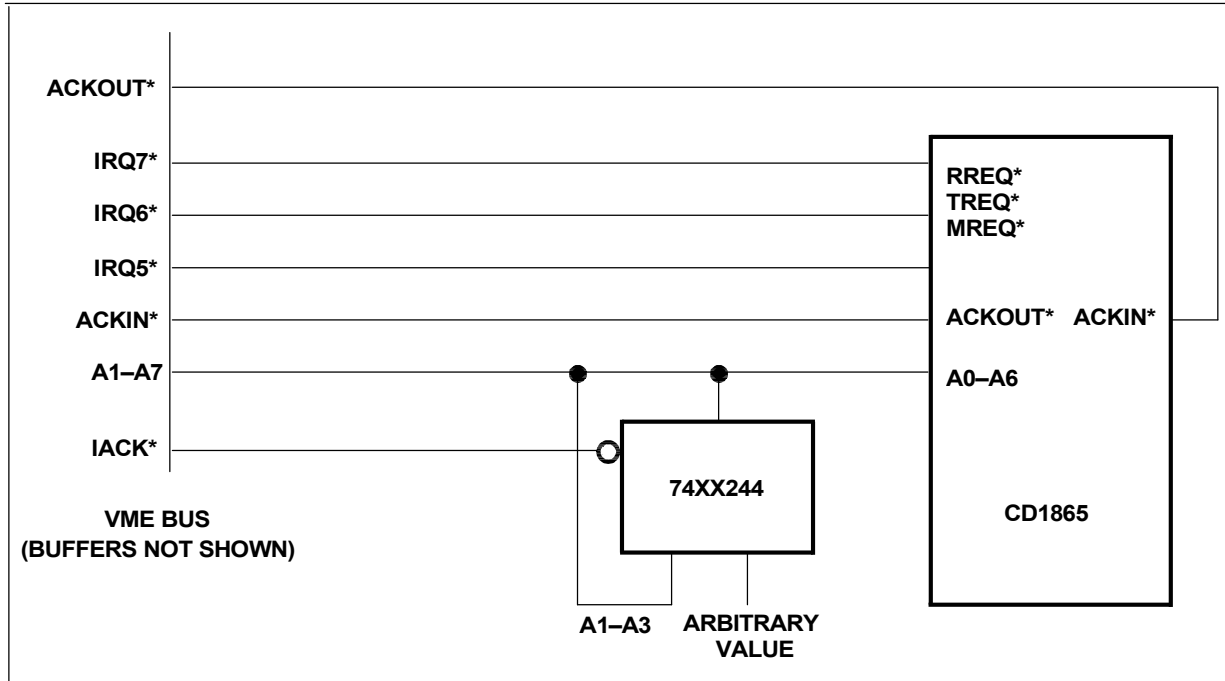 ACKOUT*
IRQ7*
IRQ6*
IRQ5*
ACKIN*
A1–A7
IACK*
VME BUS
(BUFFERS NOT SHOWN)
RREQ*
TREQ*
MREQ*
ACKOUT* ACKIN*
A0–A6
CD1865
74XX244
A1–A3
ARBITRARY
VALUE